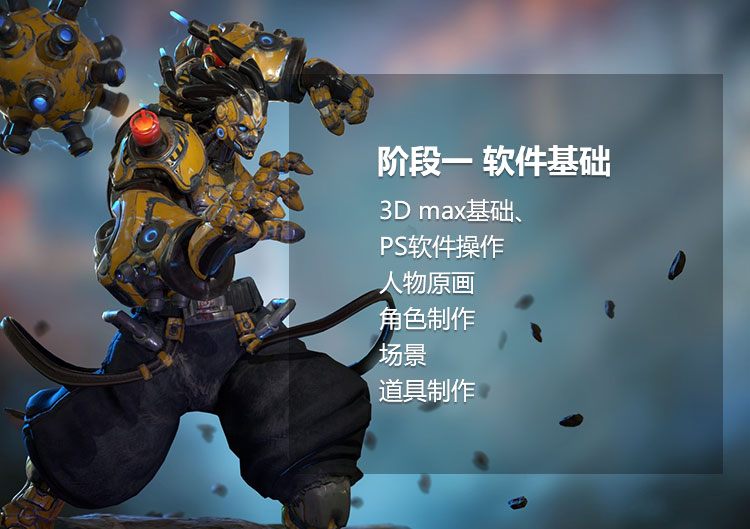 阶段一 软件基础
3D max基础、
PS软件操作
人物原画
角色制作
场景
道具制作